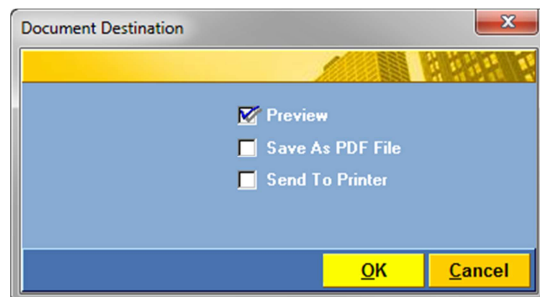 Document Destination
Preview
Save As PDF File
Send To Printer
OK
Cancel